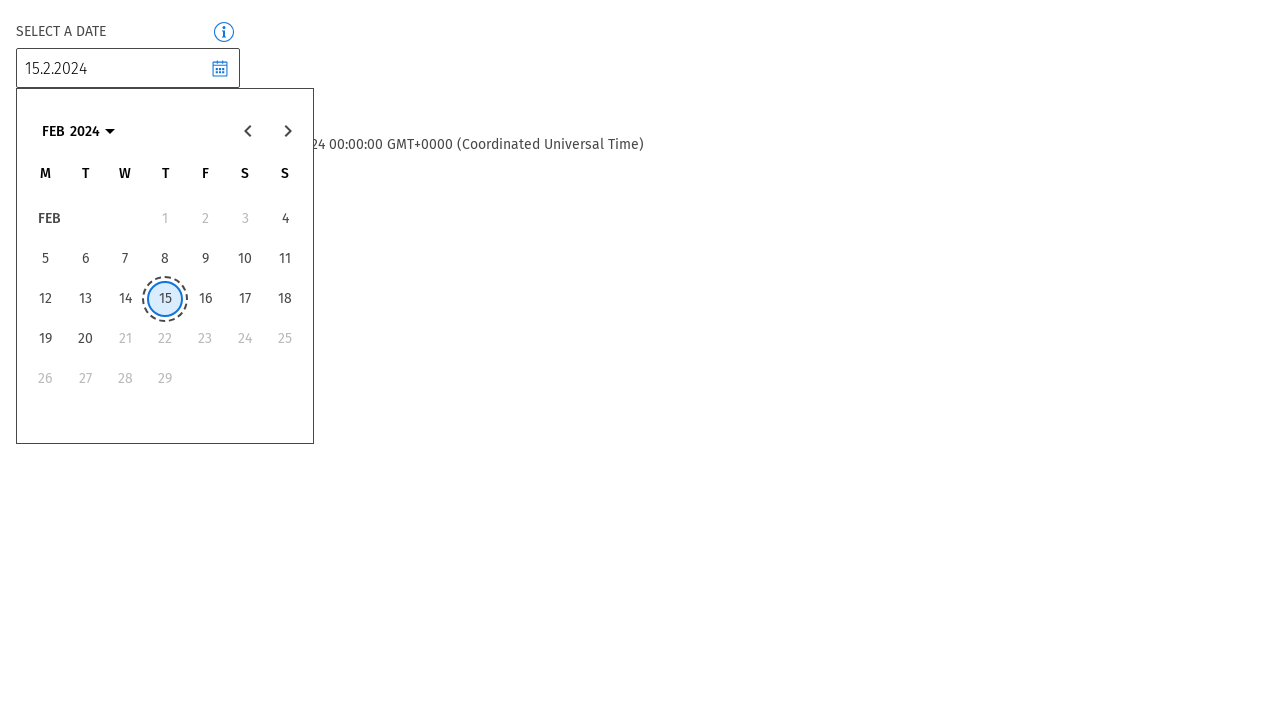 SELECT A DATE
15.2.2024
FEB 2024
24 00:00:00 GMT+0000 (Coordinated Universal Time)
M T W T F S S
FEB 1 2 3 4
5 6 7 8 9 10 11
12 13 14 15 16 17 18
19 20 21 22 23 24 25
26 27 28 29